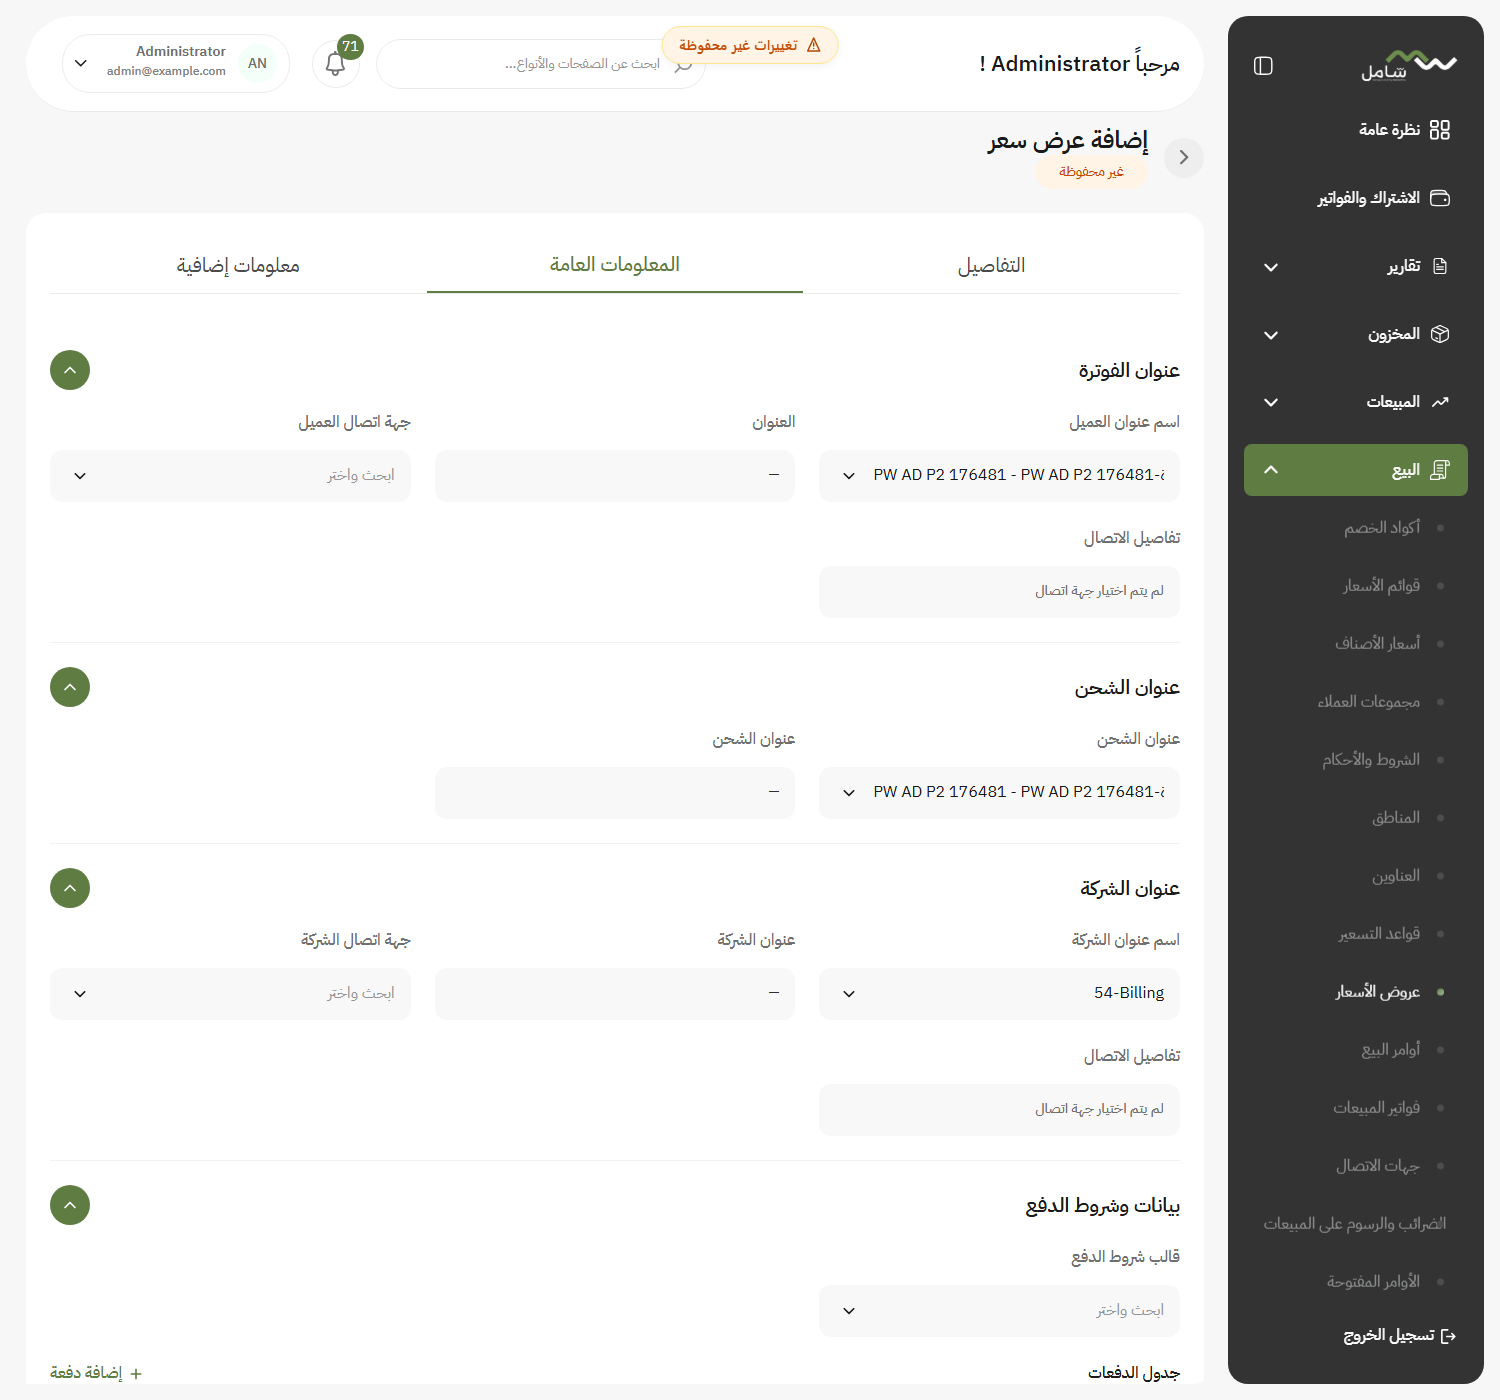 شامل
نظرة عامة
الاشتراك والفواتير
تقارير
المخزون
المبيعات
البيع
أكواد الخصم
قوائم الأسعار
أسعار الأصناف
مجموعات العملاء
الشروط والأحكام
المناطق
العناوين
قواعد التسعير
عروض الأسعار
أوامر البيع
فواتير المبيعات
جهات الاتصال
الضرائب والرسوم على المبيعات
الأوامر المفتوحة
تسجيل الخروج
مرحباً Administrator !
تغييرات غير محفوظة
ابحث عن الصفحات والأنواع...
71
AN
Administrator
admin@example.com
إضافة عرض سعر
غير محفوظة
التفاصيل
المعلومات العامة
معلومات إضافية
عنوان الفوترة
اسم عنوان العميل
العنوان
جهة اتصال العميل
PW AD P2 176481 - PW AD P2 176481-
–
ابحث واختر
تفاصيل الاتصال
لم يتم اختيار جهة اتصال
عنوان الشحن
عنوان الشحن
عنوان الشحن
PW AD P2 176481 - PW AD P2 176481-
–
عنوان الشركة
اسم عنوان الشركة
عنوان الشركة
جهة اتصال الشركة
54-Billing
–
ابحث واختر
تفاصيل الاتصال
لم يتم اختيار جهة اتصال
بيانات وشروط الدفع
قالب شروط الدفع
ابحث واختر
جدول الدفعات
+ إضافة دفعة